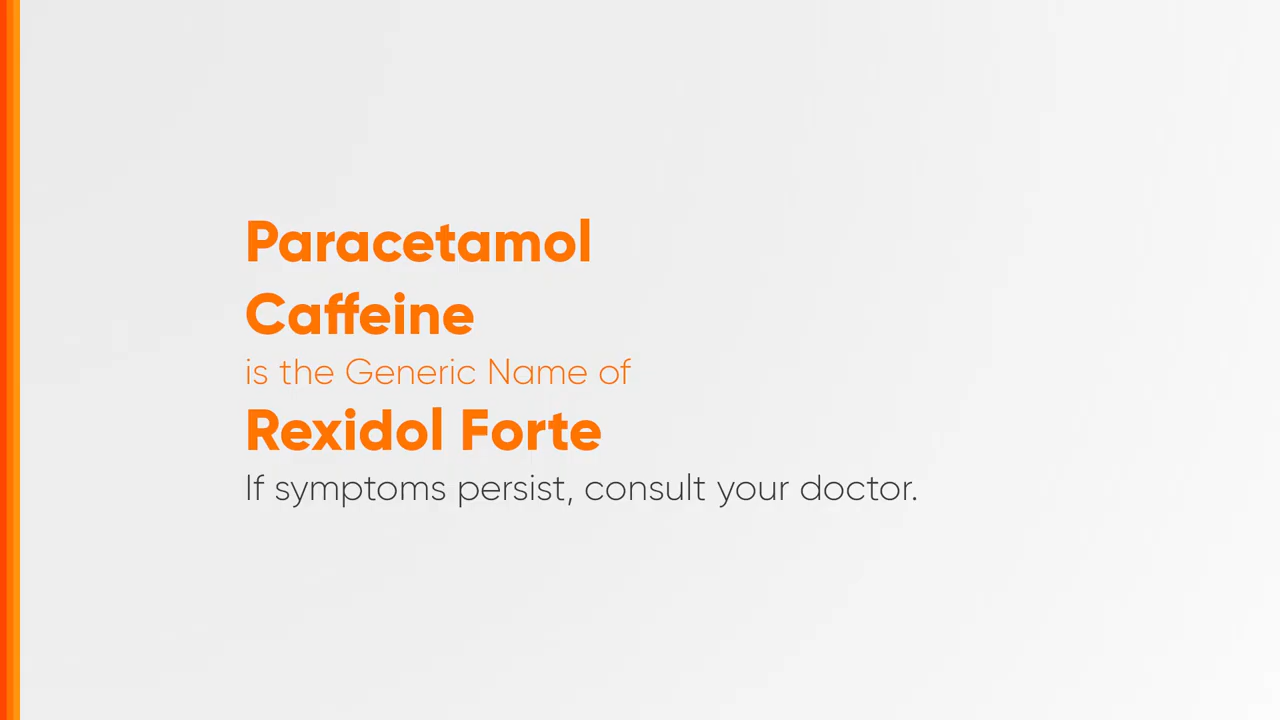 Paracetamol
Caffeine
is the Generic Name of
Rexidol Forte
If symptoms persist, consult your doctor.